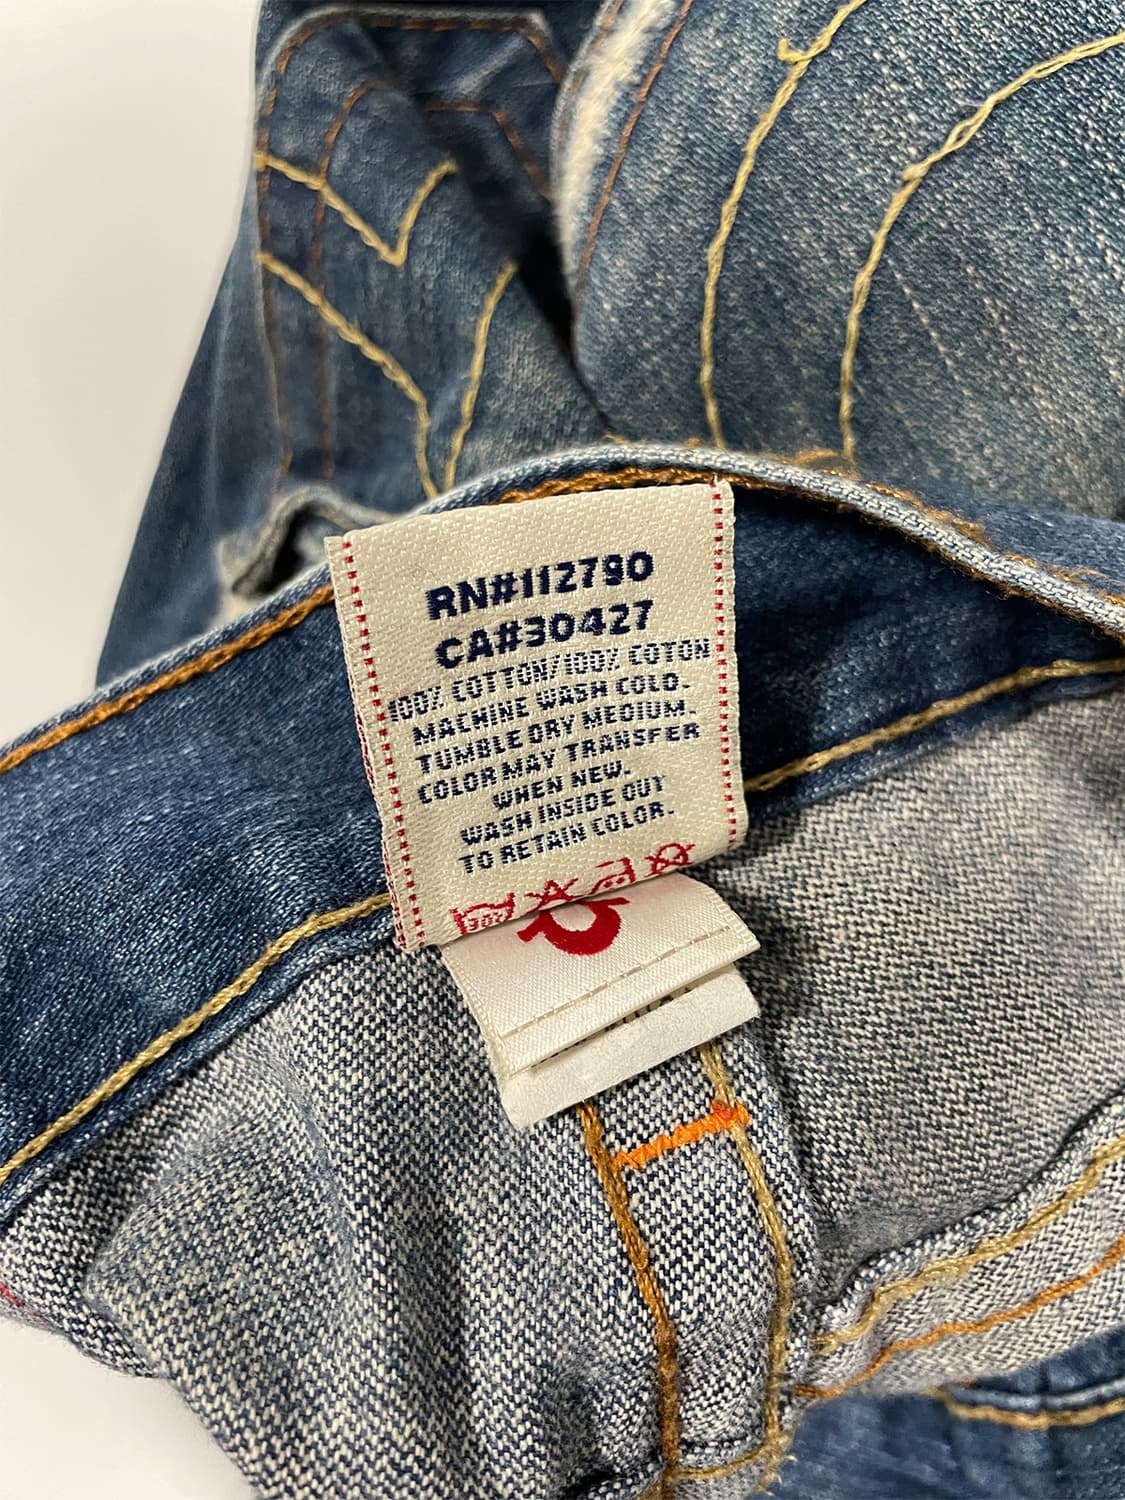 RN#112790
CA#30427
100% COTTON/100% COTON
MACHINE WASH COLD.
TUMBLE DRY MEDIUM.
COLOR MAY TRANSFER
WHEN NEW.
WASH INSIDE OUT
TO RETAIN COLOR.